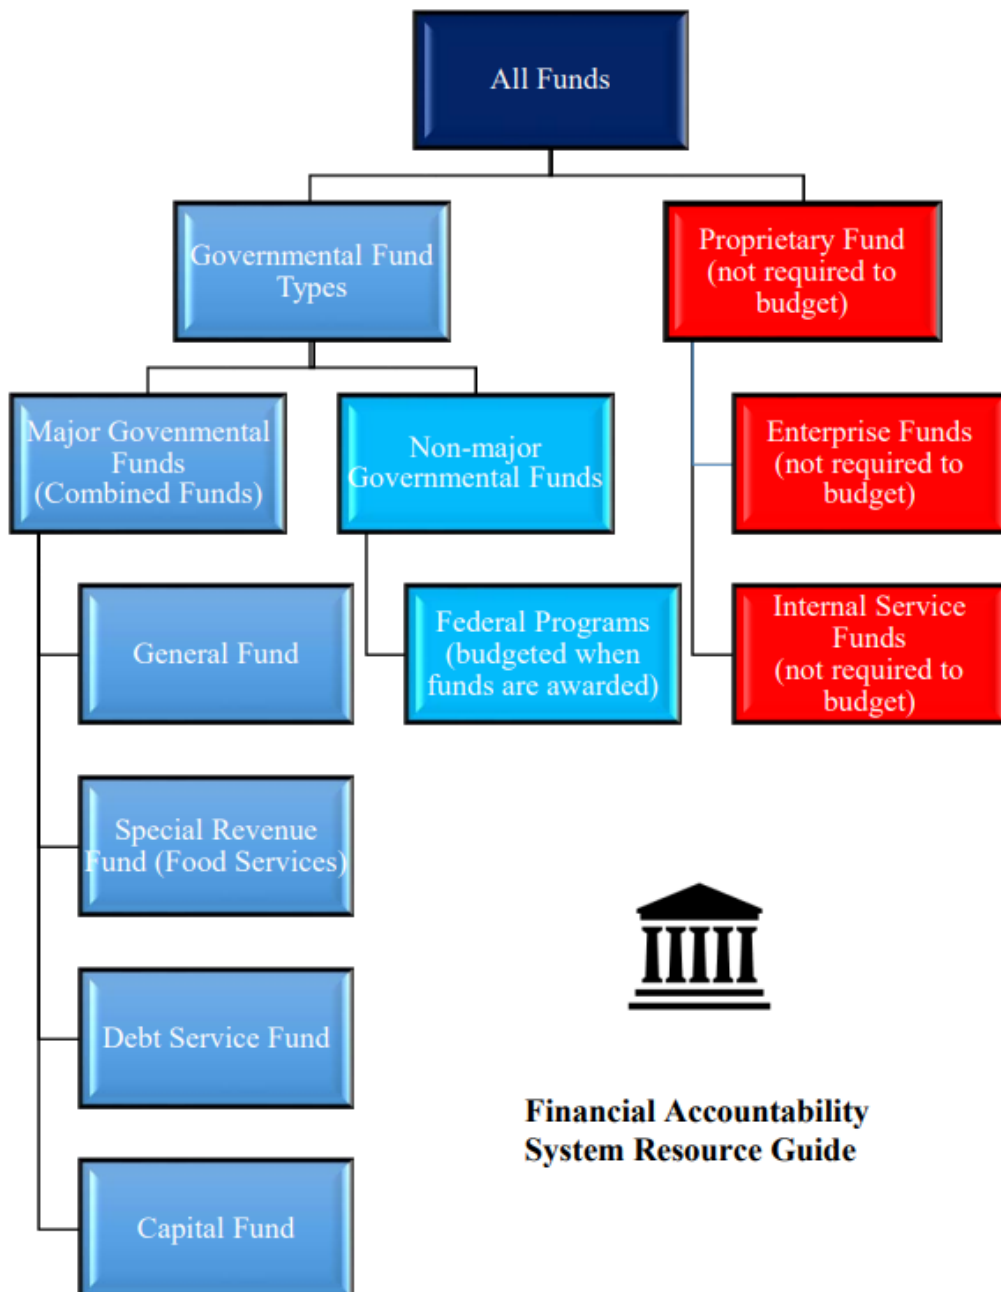 All Funds
Governmental Fund
Types
Proprietary Fund
(not required to
budget)
Major Govenmental
Funds
(Combined Funds)
Non-major
Governmental Funds
Enterprise Funds
(not required to
budget)
General Fund
Federal Programs
(budgeted when
funds are awarded)
Internal Service
Funds
(not required to
budget)
Special Revenue
Fund (Food Services)
Debt Service Fund
Capital Fund
Financial Accountability
System Resource Guide